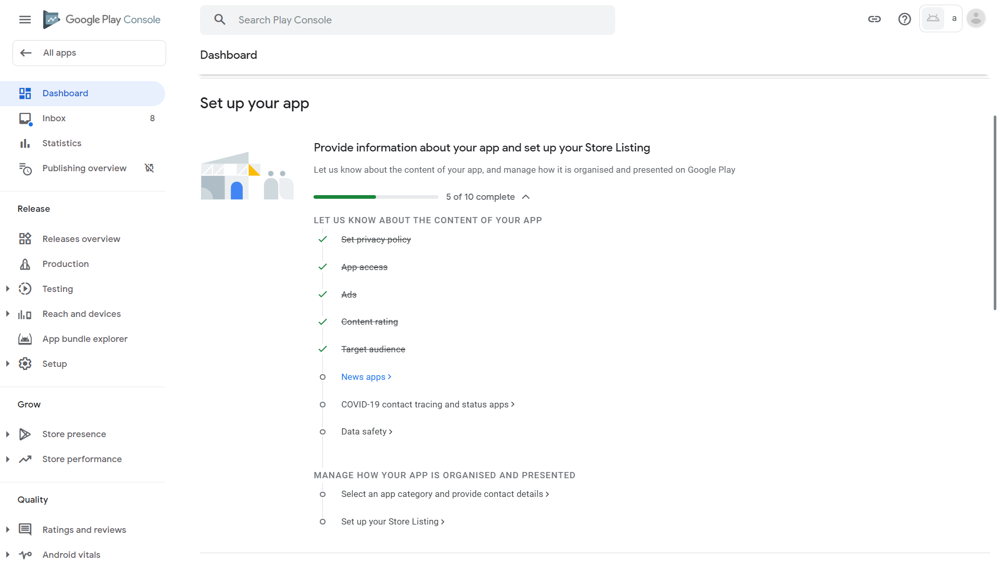 Google Play Console
Search Play Console
a
All apps
Dashboard
Dashboard
Inbox 8
Statistics
Publishing overview
Release
Releases overview
Production
Testing
Reach and devices
App bundle explorer
Setup
Grow
Store presence
Store performance
Quality
Ratings and reviews
Android vitals
Set up your app
Provide information about your app and set up your Store Listing
Let us know about the content of your app, and manage how it is organised and presented on Google Play
5 of 10 complete
LET US KNOW ABOUT THE CONTENT OF YOUR APP
Set privacy policy
App access
Ads
Content rating
Target audience
News apps
COVID-19 contact tracing and status apps
Data safety
MANAGE HOW YOUR APP IS ORGANISED AND PRESENTED
Select an app category and provide contact details
Set up your Store Listing